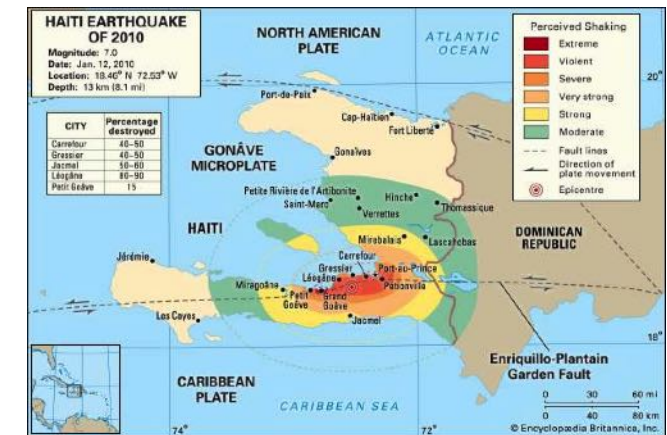 HAITI EARTHQUAKE
OF 2010
Magnitude: 7.0
Date: Jan. 12, 2010
Location: 18.46° N 72.53° W
Depth: 13 km (8.1 mi)
CITY Percentage
destroyed
Carrefour 40-50
Gressier 40-50
Jacmel 50-60
Léogâne 80-90
Petit Goâve 15
NORTH AMERICAN
PLATE
ATLANTIC
OCEAN
Perceived Shaking
Extreme
Violent
Severe
Very strong
Strong
Moderate
Fault lines
Direction of
plate movement
Epicentre
20°
Port-de-Paix
Cap-Haïtien
Fort Liberté
GONÂVE
MICROPLATE
Gonaïves
Petite Rivière de l'Artibonite
Hinche
Saint-Marc
Verrettes
Thomassique
HAITI
DOMINICAN
REPUBLIC
Mirebalais
Lascahobas
Jérémie
Carrefour
Gressier
Port-au-Prince
Léogâne
Pétionville
Miragoâne
Petit
Goâve
Grand
Goâve
Les Cayes
Jacmel
18°
Enriquillo-Plantain
Garden Fault
CARIBBEAN
PLATE
CARIBBEAN SEA
0 30 60 mi
0 40 80 km
74°
72°
© Encyclopædia Britannica, Inc.